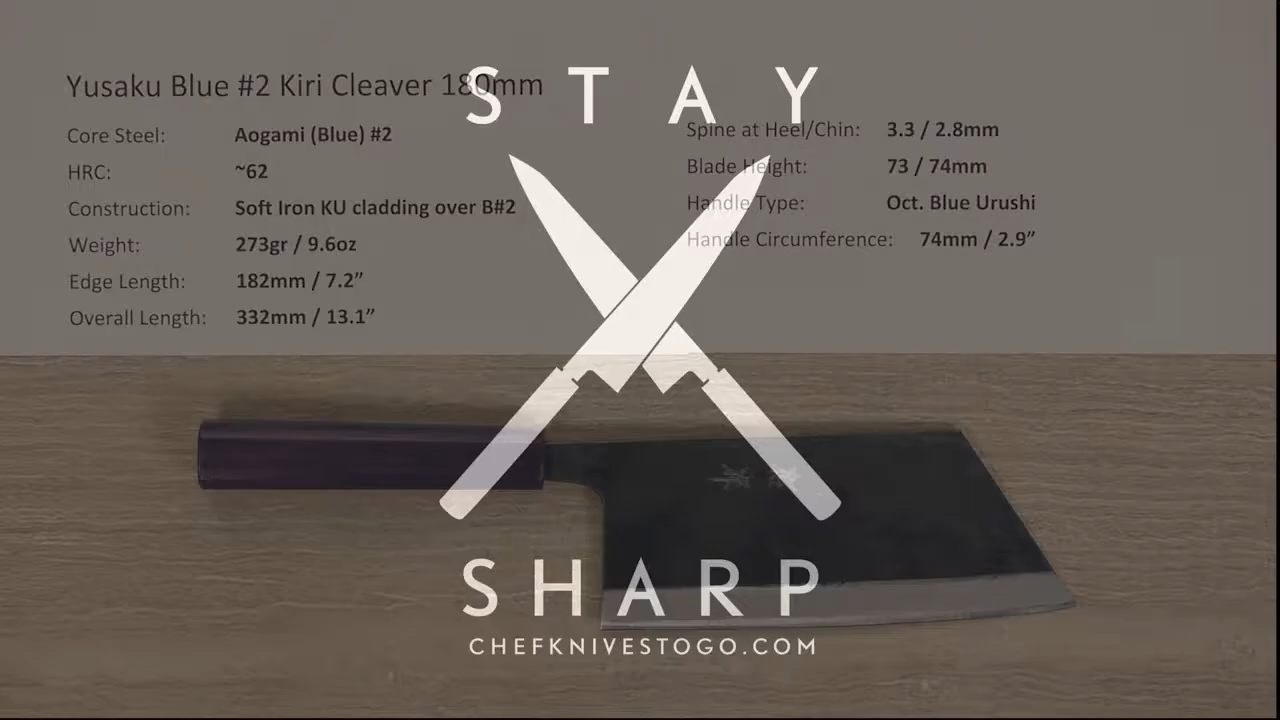 STAY
Yusaku Blue #2 Kiri Cleaver 180mm
Core Steel: Aogami (Blue) #2
HRC: ~62
Construction: Soft Iron KU cladding over B#2
Weight: 273gr / 9.6oz
Edge Length: 182mm / 7.2”
Overall Length: 332mm / 13.1”
Spine at Heel/Chin: 3.3 / 2.8mm
Blade Height: 73 / 74mm
Handle Type: Oct. Blue Urushi
Handle Circumference: 74mm / 2.9”
SHARP
CHEFKNIVESTOGO.COM